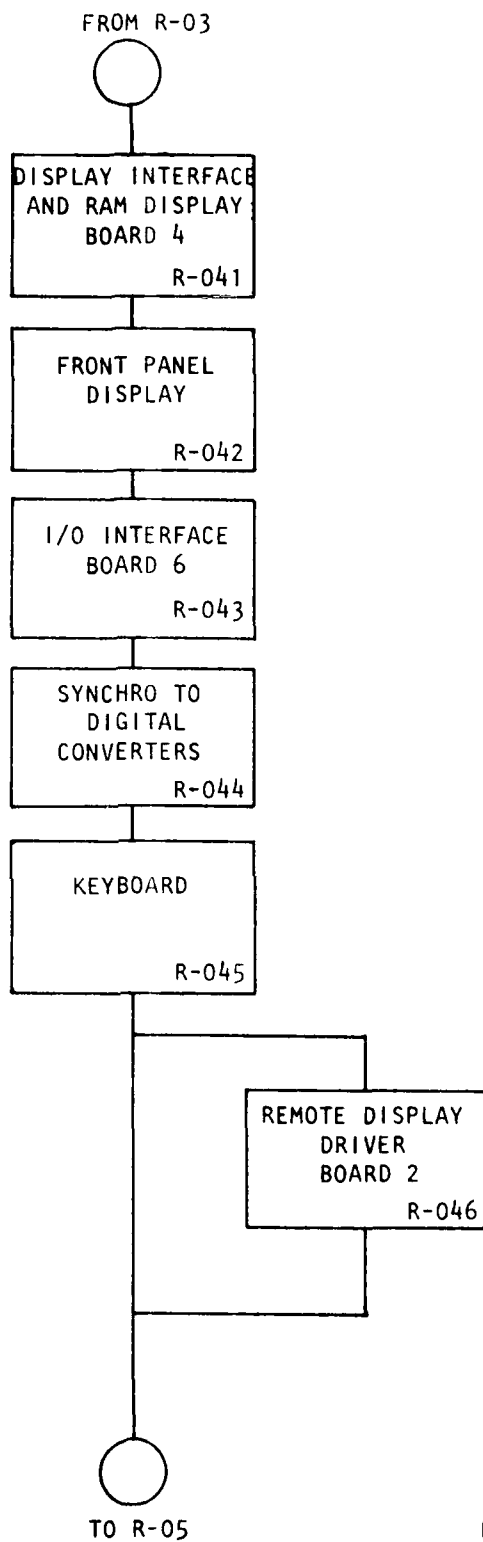 FROM R-03
DISPLAY INTERFACE
AND RAM DISPLAY
BOARD 4
R-041
FRONT PANEL
DISPLAY
R-042
I/O INTERFACE
BOARD 6
R-043
SYNCHRO TO
DIGITAL
CONVERTERS
R-044
KEYBOARD
R-045
REMOTE DISPLAY
DRIVER
BOARD 2
R-046
TO R-05